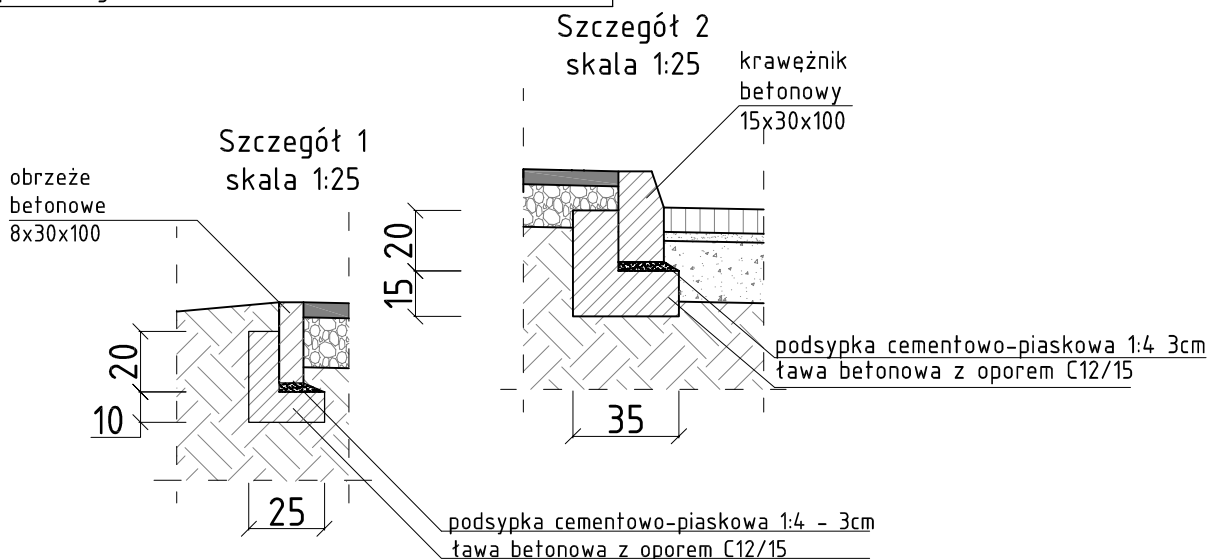 Szczegół 2
skala 1:25
krawężnik
betonowy
15x30x100
Szczegół 1
skala 1:25
obrzeże
betonowe
8x30x100
20
15
35
podsypka cementowo-piaskowa 1:4 3cm
ława betonowa z oporem C12/15
20
10
25
podsypka cementowo-piaskowa 1:4 - 3cm
ława betonowa z oporem C12/15